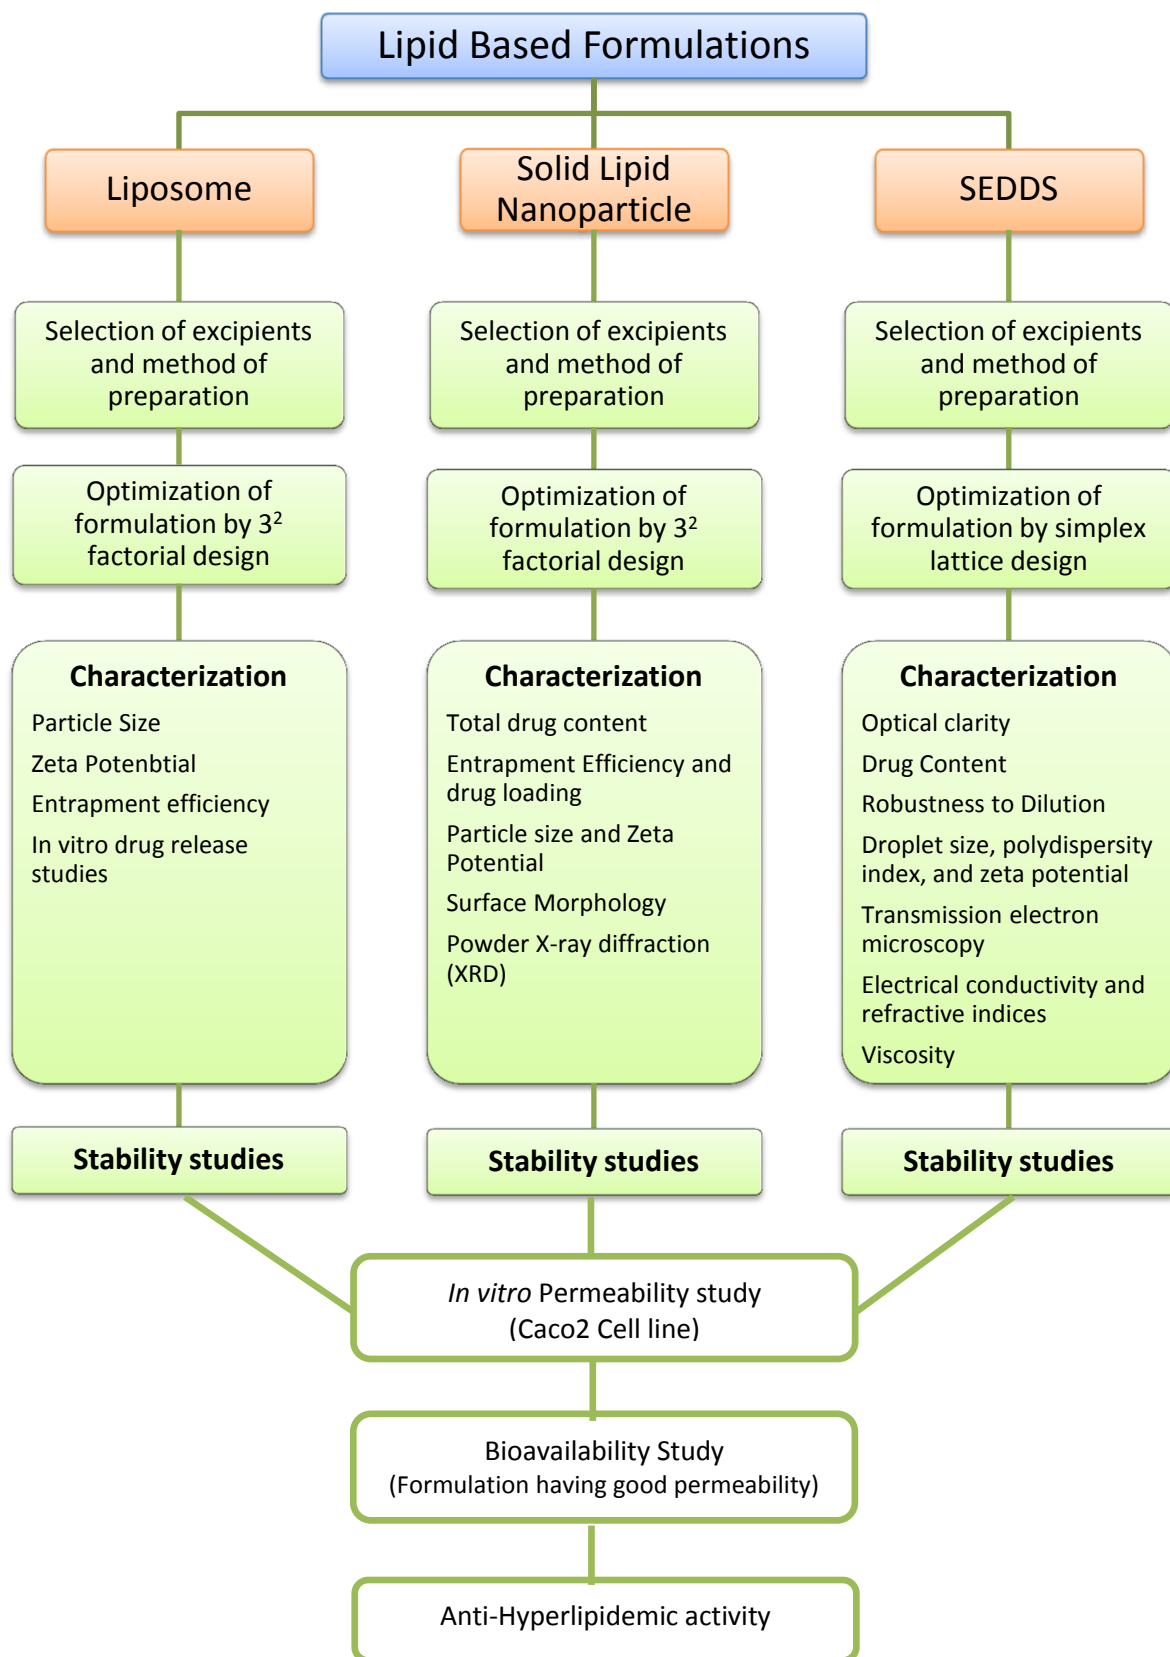 Lipid Based Formulations
Liposome
Solid Lipid
Nanoparticle
SEDDS
Selection of excipients
and method of
preparation
Selection of excipients
and method of
preparation
Selection of excipients
and method of
preparation
Optimization of
formulation by 3²
factorial design
Optimization of
formulation by 3²
factorial design
Optimization of
formulation by simplex
lattice design
Characterization
Particle Size
Zeta Potenbtial
Entrapment efficiency
In vitro drug release
studies
Characterization
Total drug content
Entrapment Efficiency and
drug loading
Particle size and Zeta
Potential
Surface Morphology
Powder X-ray diffraction
(XRD)
Characterization
Optical clarity
Drug Content
Robustness to Dilution
Droplet size, polydispersity
index, and zeta potential
Transmission electron
microscopy
Electrical conductivity and
refractive indices
Viscosity
Stability studies
Stability studies
Stability studies
In vitro Permeability study
(Caco2 Cell line)
Bioavailability Study
(Formulation having good permeability)
Anti-Hyperlipidemic activity